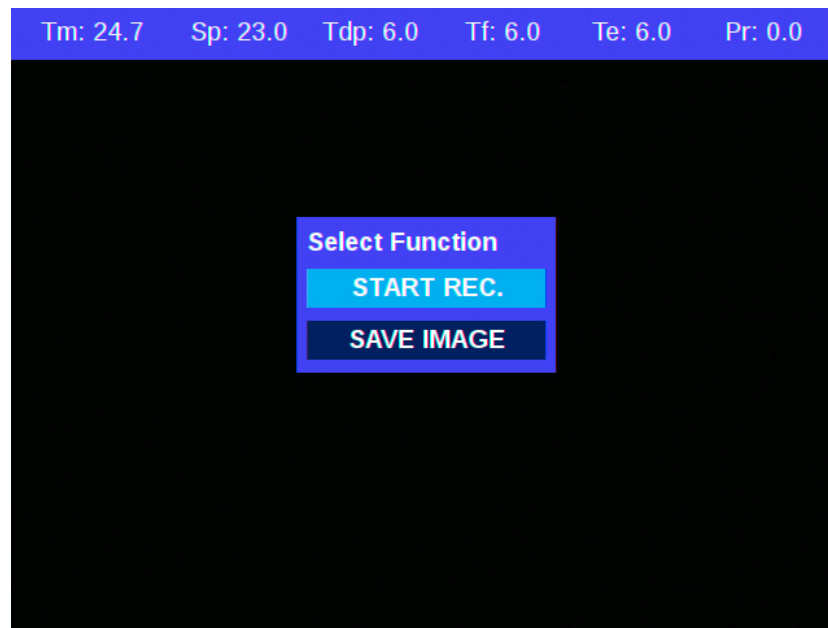 Tm: 24.7 Sp: 23.0 Tdp: 6.0 Tf: 6.0 Te: 6.0 Pr: 0.0
Select Function
START REC.
SAVE IMAGE